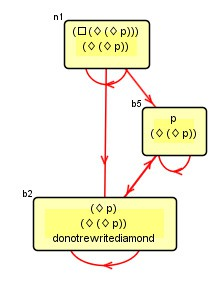 n1
(□(◊(◊p)))
(◊(◊p))
b5
p
(◊(◊p))
b2
(◊p)
(◊(◊p))
donotrewritediamond